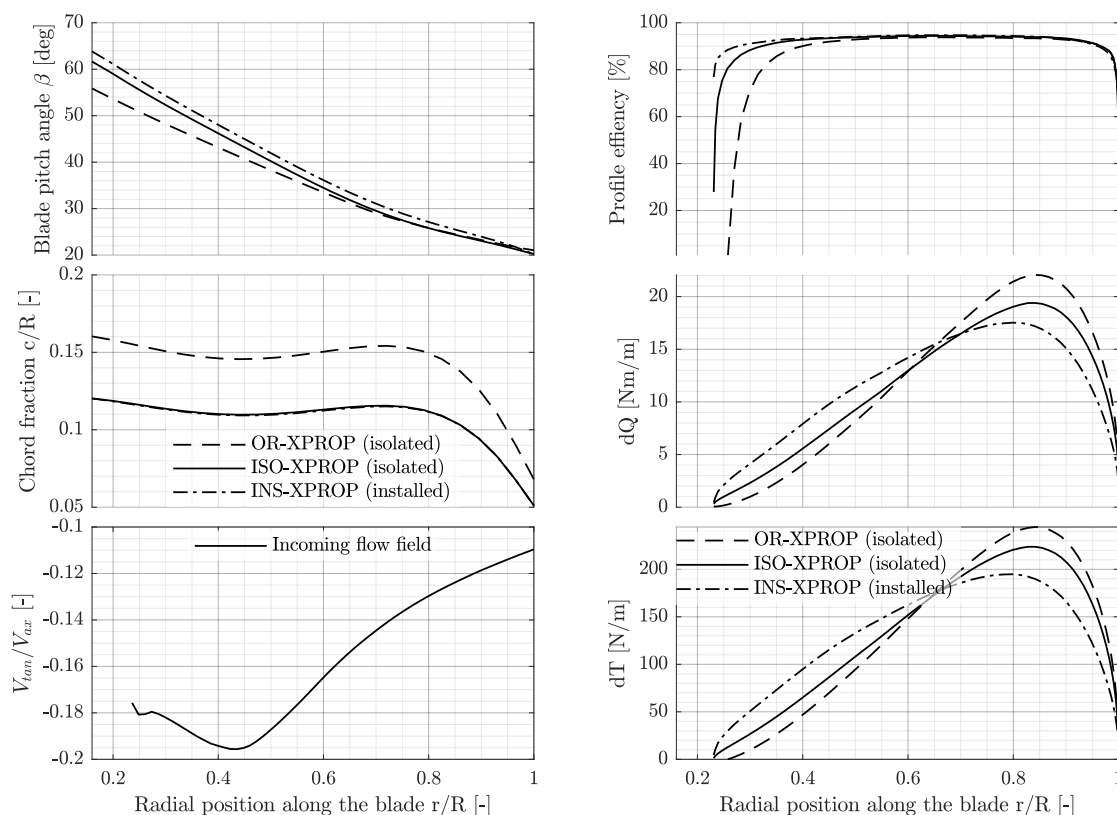 70
60
50
40
30
20
Blade pitch angle β [deg]
0.2
0.15
0.1
0.05
Chord fraction c/R [-]
OR-XPROP (isolated)
ISO-XPROP (isolated)
INS-XPROP (installed)
-0.1
-0.12
-0.14
-0.16
-0.18
-0.2
V_tan/V_ax [-]
Incoming flow field
0.2 0.4 0.6 0.8 1
Radial position along the blade r/R [-]
100
80
60
40
20
Profile effiency [%]
20
15
10
5
0
dQ [Nm/m]
200
150
100
50
0
dT [N/m]
OR-XPROP (isolated)
ISO-XPROP (isolated)
INS-XPROP (installed)
0.2 0.4 0.6 0.8 1
Radial position along the blade r/R [-]